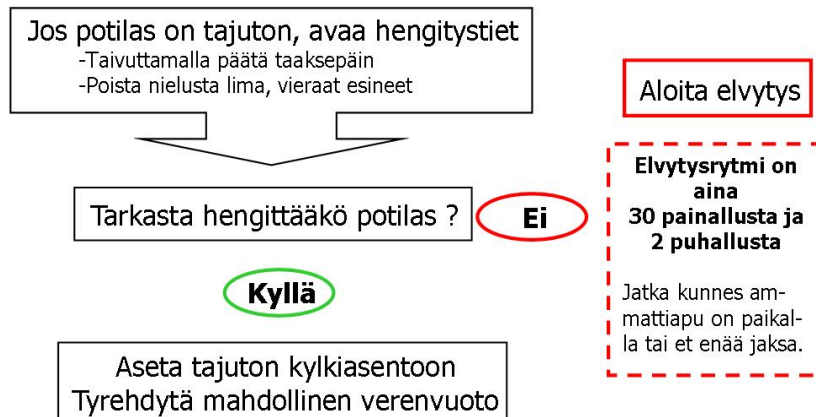 Jos potilas on tajuton, avaa hengitystiet
-Taivuttamalla päätä taaksepäin
-Poista nielusta lima, vieraat esineet
Aloita elvytys
Tarkasta hengittääkö potilas ?
Ei
Elvytysrytmi on
aina
30 painallusta ja
2 puhallusta
Jatka kunnes am-
mattiapu on paikal-
la tai et enää jaksa.
Kyllä
Aseta tajuton kylkiasentoon
Tyrehdytä mahdollinen verenvuoto